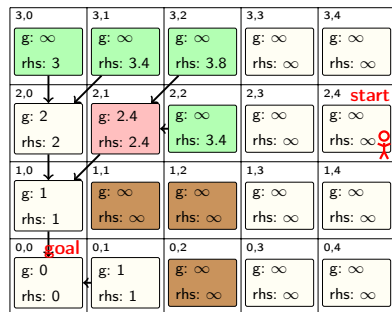 3,0 3,1 3,2 3,3 3,4
g: ∞ g: ∞ g: ∞ g: ∞ g: ∞
rhs: 3 rhs: 3.4 rhs: 3.8 rhs: ∞ rhs: ∞
2,0 2,1 2,2 2,3 2,4
start
g: 2 g: 2.4 g: ∞ g: ∞ g: ∞
rhs: 2 rhs: 2.4 rhs: 3.4 rhs: ∞ rhs: ∞
1,0 1,1 1,2 1,3 1,4
g: 1 g: ∞ g: ∞ g: ∞ g: ∞
rhs: 1 rhs: ∞ rhs: ∞ rhs: ∞ rhs: ∞
0,0 goal 0,1 0,2 0,3 0,4
g: 0 g: 1 g: ∞ g: ∞ g: ∞
rhs: 0 rhs: 1 rhs: ∞ rhs: ∞ rhs: ∞